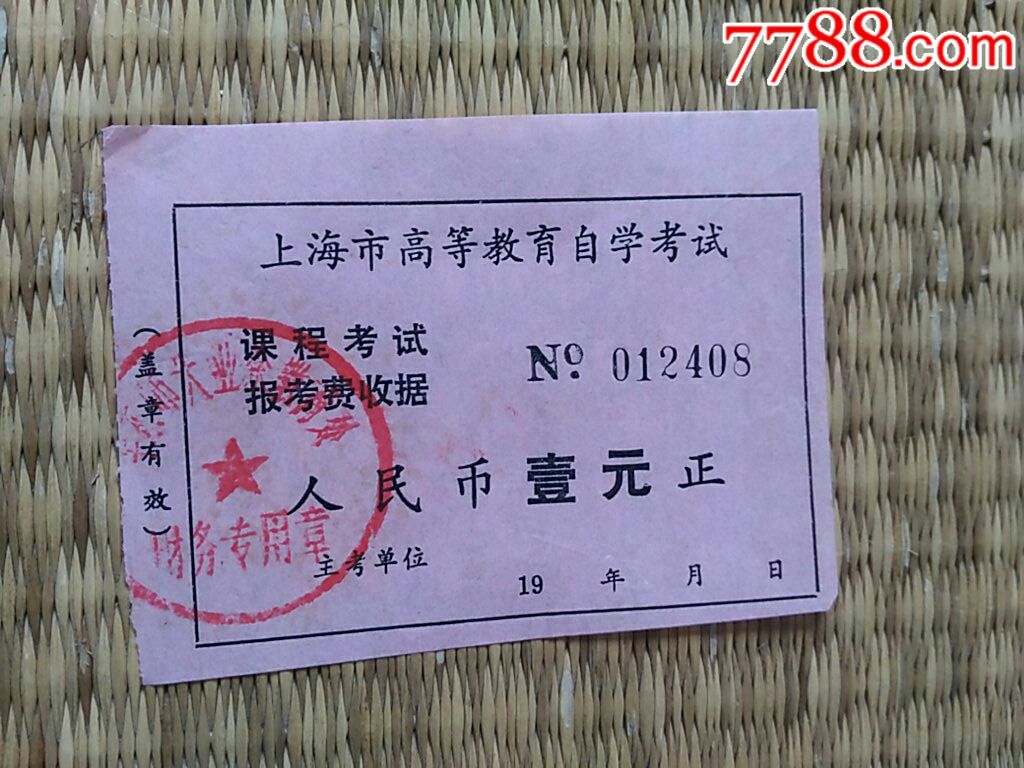 7788.com
上海市高等教育自学考试
课程考试
报考费收据
No. 012408
(盖章有效)
人民币壹元正
主考单位
19 年 月 日
财务专用章